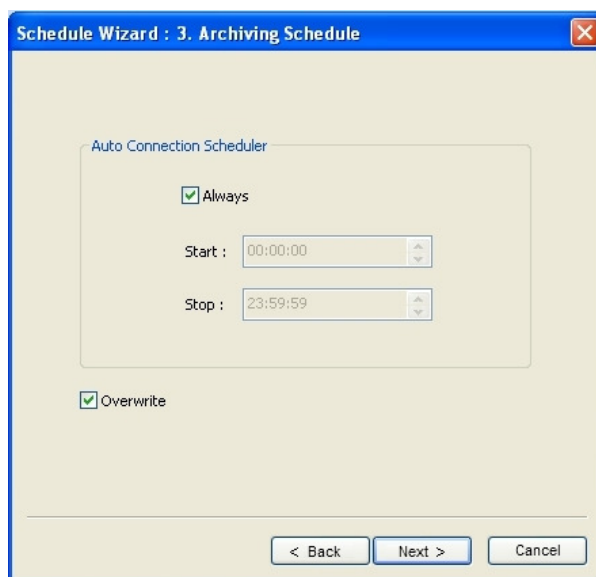 Schedule Wizard : 3. Archiving Schedule
Auto Connection Scheduler
Always
Start : 00:00:00
Stop : 23:59:59
Overwrite
< Back Next > Cancel